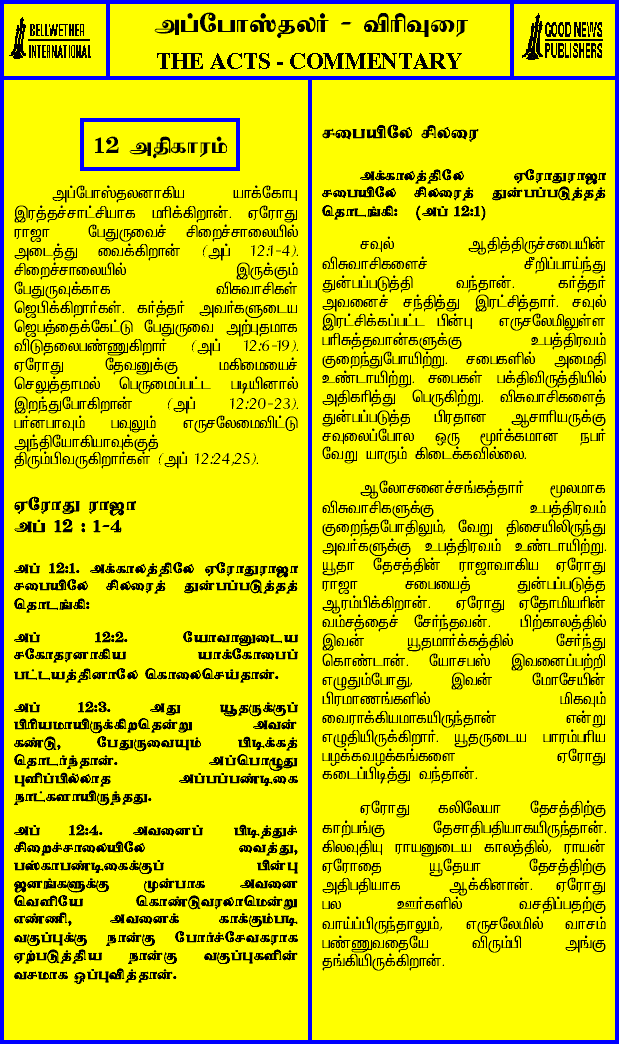 BELLWETHER
INTERNATIONAL
அப்போஸ்தலர் - விரிவுரை
THE ACTS - COMMENTARY
GOOD NEWS
PUBLISHERS
12 அதிகாரம்
அப்போஸ்தலனாகிய யாக்கோபு
இரத்தச்சாட்சியாக மரிக்கிறான். ஏரோது
ராஜா பேதுருவைச் சிறைச்சாலையில்
அடைத்து வைக்கிறான் (அப் 12:1-4).
சிறைச்சாலையில் இருக்கும்
பேதுருவுக்காக விசுவாசிகள்
ஜெபிக்கிறார்கள். கர்த்தர் அவர்களுடைய
ஜெபத்தைக்கேட்டு பேதுருவை அற்புதமாக
விடுதலைபண்ணுகிறார் (அப் 12:6-19).
ஏரோது தேவனுக்கு மகிமையைச்
செலுத்தாமல் பெருமைப்பட்ட படியினால்
இறந்துபோகிறான் (அப் 12:20-23).
பர்னபாவும் பவுலும் எருசலேமைவிட்டு
அந்தியோகியாவுக்குத்
திரும்பிவருகிறார்கள் (அப் 12:24,25).
ஏரோது ராஜா
அப் 12 : 1-4
அப் 12:1. அக்காலத்திலே ஏரோதுராஜா
சபையிலே சிலரைத் துன்பப்படுத்தத்
தொடங்கி:
அப் 12:2. யோவானுடைய
சகோதரனாகிய யாக்கோபைப்
பட்டயத்தினாலே கொலைசெய்தான்.
அப் 12:3. அது யூதருக்குப்
பிரியமாயிருக்கிறதென்று அவன்
கண்டு, பேதுருவையும் பிடிக்கத்
தொடர்ந்தான். அப்பொழுது
புளிப்பில்லாத அப்பப்பண்டிகை
நாட்களாயிருந்தது.
அப் 12:4. அவனைப் பிடித்துச்
சிறைச்சாலையிலே வைத்து,
பஸ்காபண்டிகைக்குப் பின்பு
ஜனங்களுக்கு முன்பாக அவனை
வெளியே கொண்டுவரலாமென்று
எண்ணி, அவனைக் காக்கும்படி
வகுப்புக்கு நான்கு போர்ச்சேவகராக
ஏற்படுத்திய நான்கு வகுப்புகளின்
வசமாக ஒப்புவித்தான்.
சபையிலே சிலரை
அக்காலத்திலே ஏரோதுராஜா
சபையிலே சிலரைத் துன்பப்படுத்தத்
தொடங்கி: (அப் 12:1)
சவுல் ஆதித்திருச்சபையின்
விசுவாசிகளைச் சீறிப்பாய்ந்து
துன்பப்படுத்தி வந்தான். கர்த்தர்
அவனைச் சந்தித்து இரட்சித்தார். சவுல்
இரட்சிக்கப்பட்ட பின்பு எருசலேமிலுள்ள
பரிசுத்தவான்களுக்கு உபத்திரவம்
குறைந்துபோயிற்று. சபைகளில் அமைதி
உண்டாயிற்று. சபைகள் பக்திவிருத்தியில்
அதிகரித்து பெருகிற்று. விசுவாசிகளைத்
துன்பப்படுத்த பிரதான ஆசாரியருக்கு
சவுலைப்போல ஒரு மூர்க்கமான நபர்
வேறு யாரும் கிடைக்கவில்லை.
ஆலோசனைச்சங்கத்தார் மூலமாக
விசுவாசிகளுக்கு உபத்திரவம்
குறைந்தபோதிலும், வேறு திசையிலிருந்து
அவர்களுக்கு உபத்திரவம் உண்டாயிற்று.
யூதா தேசத்தின் ராஜாவாகிய ஏரோது
ராஜா சபையைத் துன்பப்படுத்த
ஆரம்பிக்கிறான். ஏரோது ஏதோமியரின்
வம்சத்தைச் சேர்ந்தவன். பிற்காலத்தில்
இவன் யூதமார்க்கத்தில் சேர்ந்து
கொண்டான். யோசபஸ் இவனைப்பற்றி
எழுதும்போது, இவன் மோசேயின்
பிரமாணங்களில் மிகவும்
வைராக்கியமாகயிருந்தான் என்று
எழுதியிருக்கிறார். யூதருடைய பாரம்பரிய
பழக்கவழக்கங்களை ஏரோது
கடைப்பிடித்து வந்தான்.
ஏரோது கலிலேயா தேசத்திற்கு
காற்பங்கு தேசாதிபதியாகயிருந்தான்.
கிலவுதியு ராயனுடைய காலத்தில், ராயன்
ஏரோதை யூதேயா தேசத்திற்கு
அதிபதியாக ஆக்கினான். ஏரோது
பல ஊர்களில் வசதிப்பதற்கு
வாய்ப்பிருந்தாலும், எருசலேமில் வாசம்
பண்ணுவதையே விரும்பி அங்கு
தங்கியிருக்கிறான்.